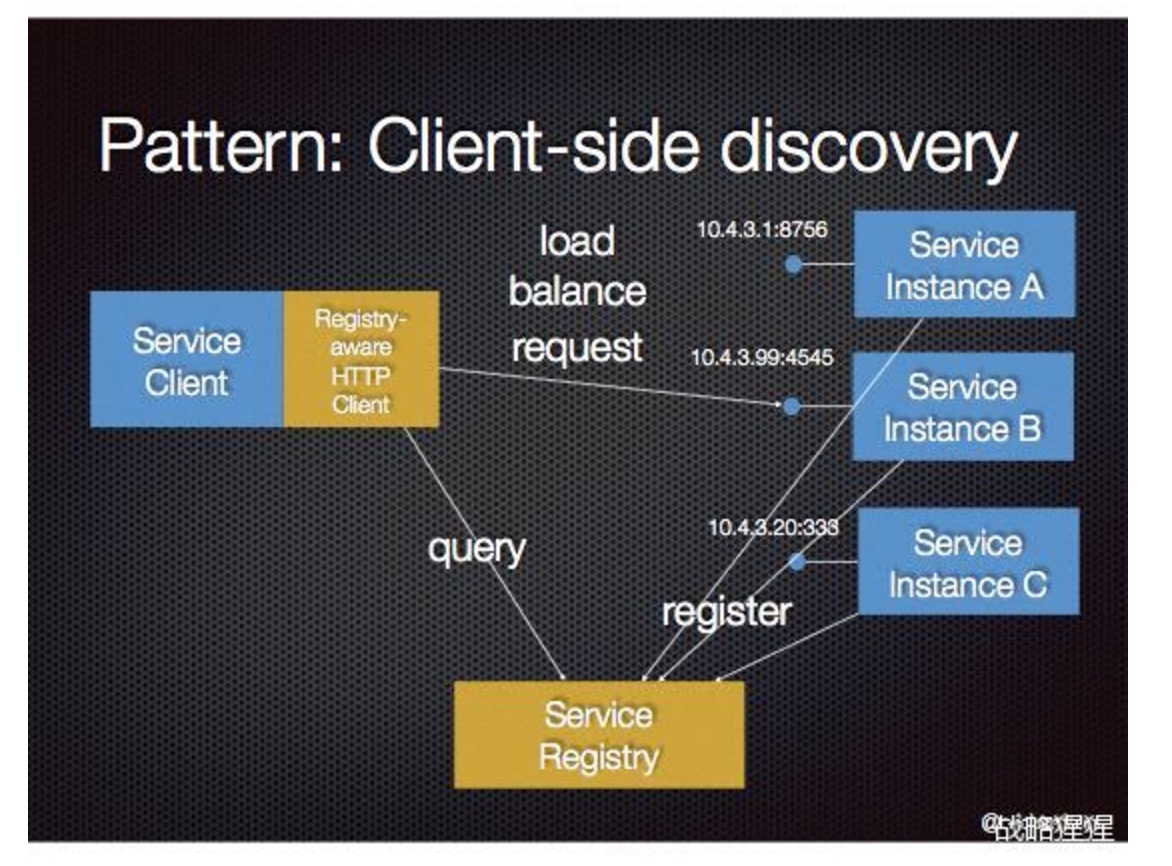 Pattern: Client-side discovery
load
balance
request
10.4.3.1:8756
Service
Instance A
Service
Client
Registry-
aware
HTTP
Client
10.4.3.99:4545
Service
Instance B
query
10.4.3.20:333
Service
Instance C
register
Service
Registry
战略猩猩